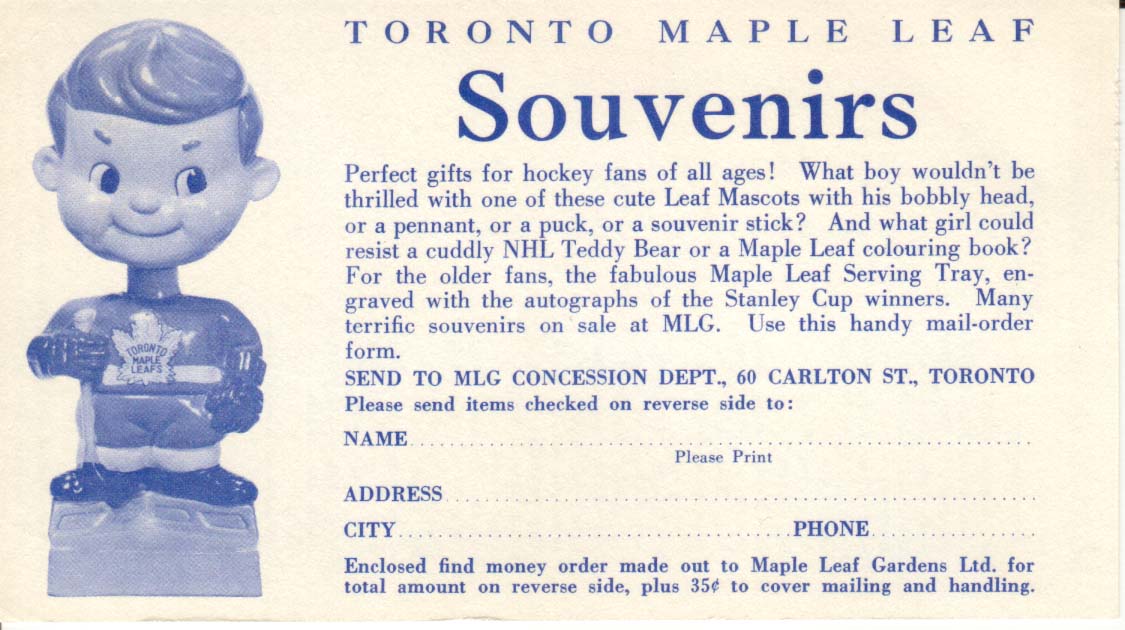 TORONTO MAPLE LEAF
Souvenirs
Perfect gifts for hockey fans of all ages! What boy wouldn't be
thrilled with one of these cute Leaf Mascots with his bobbly head,
or a pennant, or a puck, or a souvenir stick? And what girl could
resist a cuddly NHL Teddy Bear or a Maple Leaf colouring book?
For the older fans, the fabulous Maple Leaf Serving Tray, en-
graved with the autographs of the Stanley Cup winners. Many
terrific souvenirs on sale at MLG. Use this handy mail-order
form.
SEND TO MLG CONCESSION DEPT., 60 CARLTON ST., TORONTO
Please send items checked on reverse side to:
NAME
Please Print
ADDRESS
CITY PHONE
Enclosed find money order made out to Maple Leaf Gardens Ltd. for
total amount on reverse side, plus 35¢ to cover mailing and handling.
TORONTO
MAPLE
LEAFS